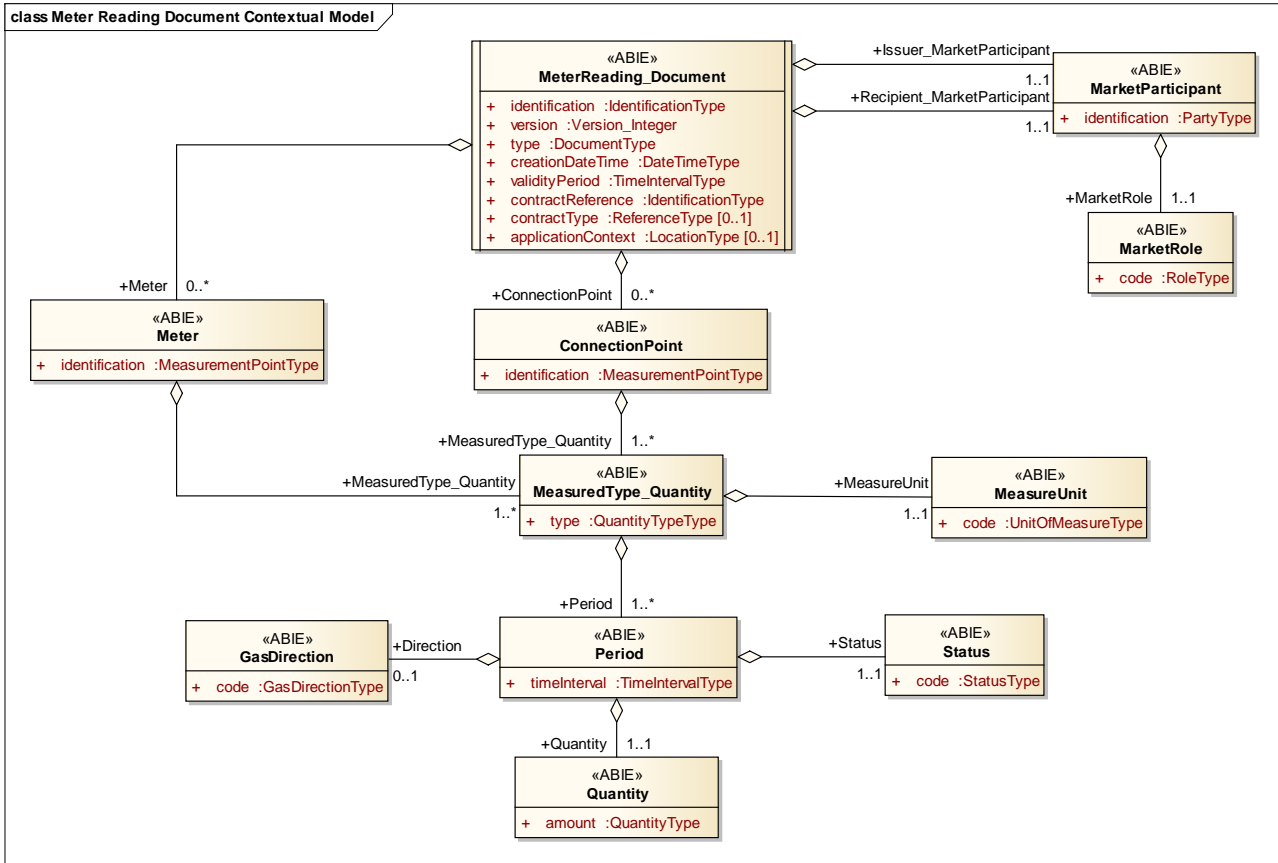 class Meter Reading Document Contextual Model
«ABIE»
MeterReading_Document
+ identification :IdentificationType
+ version :Version_Integer
+ type :DocumentType
+ creationDateTime :DateTimeType
+ validityPeriod :TimeIntervalType
+ contractReference :IdentificationType
+ contractType :ReferenceType [0..1]
+ applicationContext :LocationType [0..1]
+Issuer_MarketParticipant
1..1
+Recipient_MarketParticipant
1..1
«ABIE»
MarketParticipant
+ identification :PartyType
+MarketRole 1..1
«ABIE»
MarketRole
+ code :RoleType
+Meter 0..*
«ABIE»
Meter
+ identification :MeasurementPointType
+ConnectionPoint 0..*
«ABIE»
ConnectionPoint
+ identification :MeasurementPointType
+MeasuredType_Quantity 1..*
+MeasuredType_Quantity
1..*
«ABIE»
MeasuredType_Quantity
+ type :QuantityTypeType
+MeasureUnit
1..1
«ABIE»
MeasureUnit
+ code :UnitOfMeasureType
+Period 1..*
«ABIE»
GasDirection
+ code :GasDirectionType
+Direction
0..1
«ABIE»
Period
+ timeInterval :TimeIntervalType
+Status
1..1
«ABIE»
Status
+ code :StatusType
+Quantity 1..1
«ABIE»
Quantity
+ amount :QuantityType